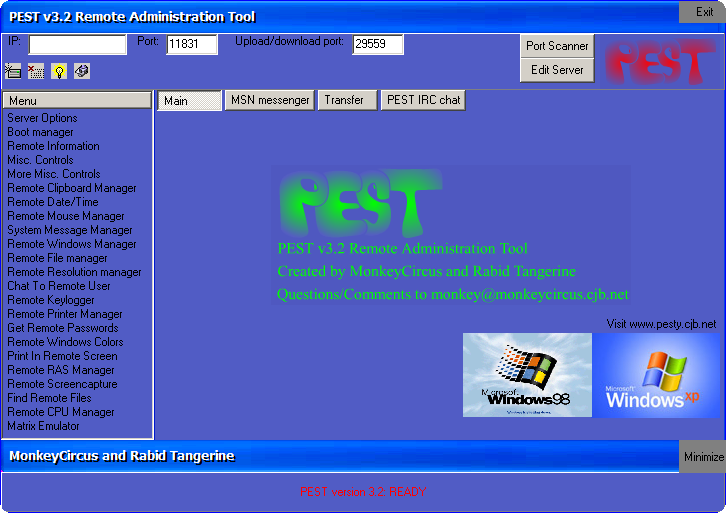 PEST v3.2 Remote Administration Tool
Exit
IP: Port: 11831 Upload/download port: 29559
Port Scanner
Edit Server
PEST
Menu
Main MSN messenger Transfer PEST IRC chat
Server Options
Boot manager
Remote Information
Misc. Controls
More Misc. Controls
Remote Clipboard Manager
Remote Date/Time
Remote Mouse Manager
System Message Manager
Remote Windows Manager
Remote File manager
Remote Resolution manager
Chat To Remote User
Remote Keylogger
Remote Printer Manager
Get Remote Passwords
Remote Windows Colors
Print In Remote Screen
Remote RAS Manager
Remote Screencapture
Find Remote Files
Remote CPU Manager
Matrix Emulator
PEST
PEST v3.2 Remote Administration Tool
Created by MonkeyCircus and Rabid Tangerine
Questions/Comments to monkey@monkeycircus.cjb.net
Visit www.pesty.cjb.net
Microsoft
Windows98
Microsoft
Windows xp
MonkeyCircus and Rabid Tangerine
Minimize
PEST version 3.2: READY